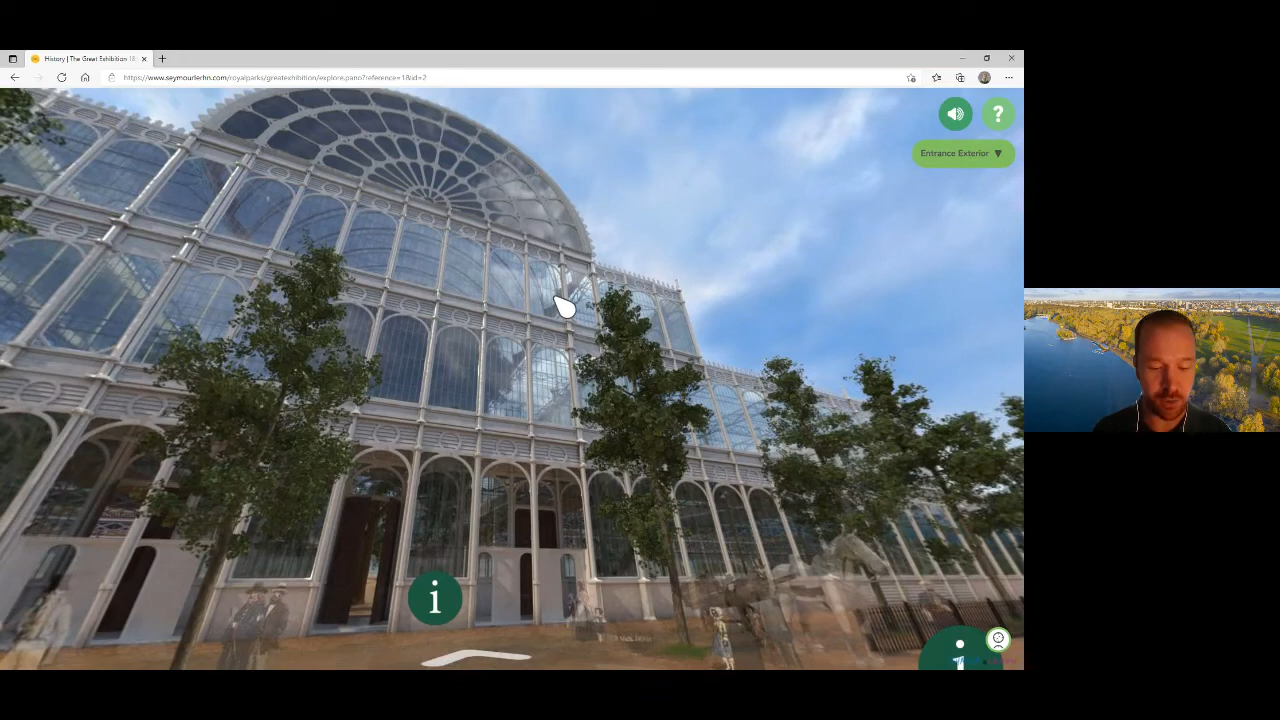 History | The Great Exhibition 18
https://www.seymourlerhn.com/royalparks/greatexhibition/explore.pano?reference=1&id=2
?
Entrance Exterior ▼
i
i